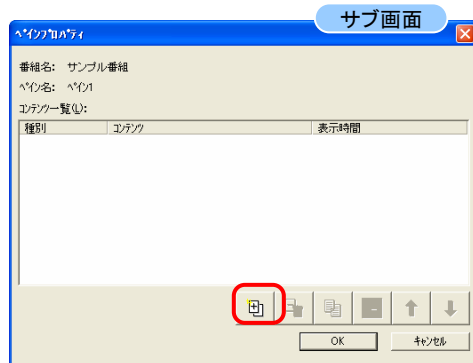 サブ画面
ﾍﾟｲﾝﾌﾟﾛﾊﾟﾃｨ
番組名: サンプル番組
ﾍﾟｲﾝ名: ﾍﾟｲﾝ1
ｺﾝﾃﾝﾂ一覧(L):
種別 ｺﾝﾃﾝﾂ 表示時間
OK ｷｬﾝｾﾙ